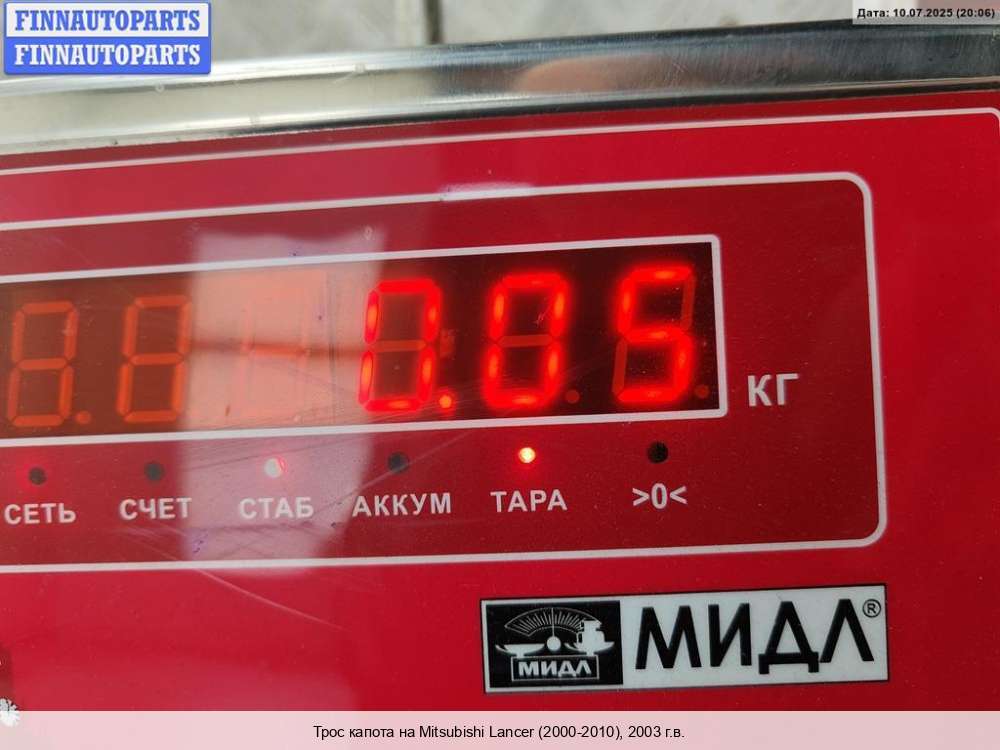 FINNAUTOPARTS
FINNAUTOPARTS
Дата: 10.07.2025 (20:06)
0.05
КГ
СЕТЬ СЧЕТ СТАБ АККУМ ТАРА >0<
МИДЛ МИДЛ®
Трос капота на Mitsubishi Lancer (2000-2010), 2003 г.в.